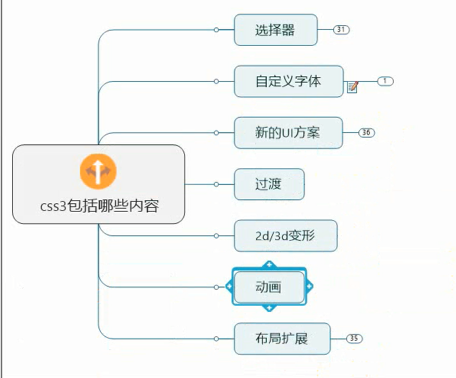 选择器
31
自定义字体
1
新的UI方案
36
css3包括哪些内容
过渡
2d/3d变形
动画
布局扩展
35